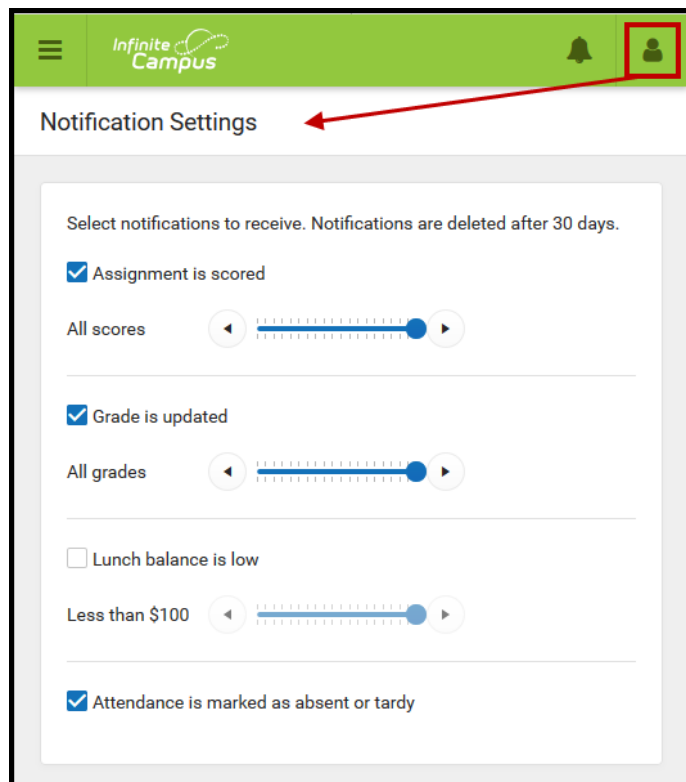 Infinite
Campus
Notification Settings
Select notifications to receive. Notifications are deleted after 30 days.
Assignment is scored
All scores
Grade is updated
All grades
Lunch balance is low
Less than $100
Attendance is marked as absent or tardy